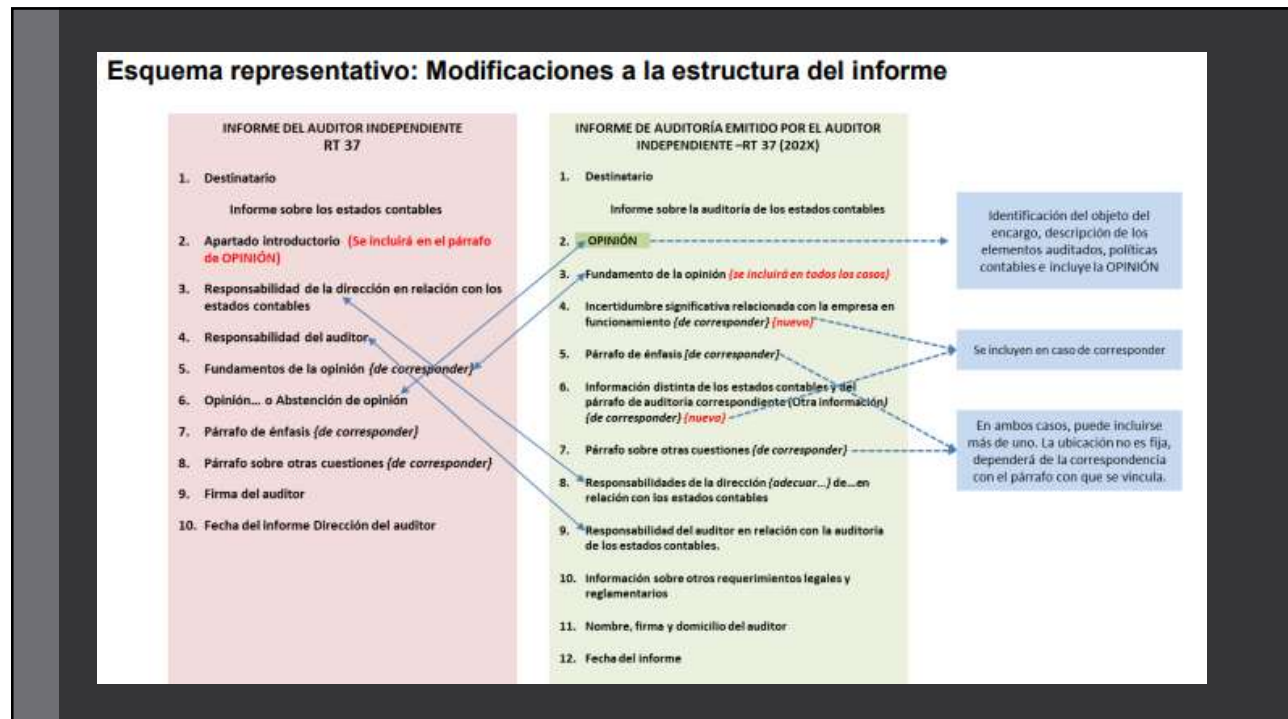 Esquema representativo: Modificaciones a la estructura del informe
INFORME DEL AUDITOR INDEPENDIENTE
RT 37
1. Destinatario
Informe sobre los estados contables
2. Apartado introductorio (Se incluirá en el párrafo
de OPINIÓN)
3. Responsabilidad de la dirección en relación con los
estados contables
4. Responsabilidad del auditor
5. Fundamentos de la opinión {de corresponder}
6. Opinión... o Abstención de opinión
7. Párrafo de énfasis {de corresponder}
8. Párrafo sobre otras cuestiones {de corresponder}
9. Firma del auditor
10. Fecha del informe Dirección del auditor
INFORME DE AUDITORÍA EMITIDO POR EL AUDITOR
INDEPENDIENTE –RT 37 (202X)
1. Destinatario
Informe sobre la auditoría de los estados contables
2. OPINIÓN
3. Fundamento de la opinión {se incluirá en todos los casos}
4. Incertidumbre significativa relacionada con la empresa en
funcionamiento {de corresponder} {nuevo}
5. Párrafo de énfasis {de corresponder}
6. Información distinta de los estados contables y del
párrafo de auditoría correspondiente (Otra información)
{de corresponder} {nuevo}
7. Párrafo sobre otras cuestiones {de corresponder}
8. Responsabilidades de la dirección {adecuar...} de...en
relación con los estados contables
9. Responsabilidad del auditor en relación con la auditoría
de los estados contables.
10. Información sobre otros requerimientos legales y
reglamentarios
11. Nombre, firma y domicilio del auditor
12. Fecha del informe
Identificación del objeto del
encargo, descripción de los
elementos auditados, políticas
contables e incluye la OPINIÓN
Se incluyen en caso de corresponder
En ambos casos, puede incluirse
más de uno. La ubicación no es fija,
dependerá de la correspondencia
con el párrafo con que se vincula.